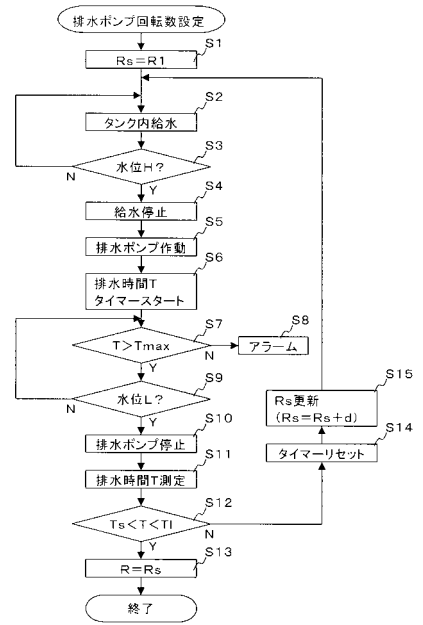 排水ポンプ回転数設定
S1
Rs=R1
S2
タンク内給水
S3
水位H?
N
Y
S4
給水停止
S5
排水ポンプ作動
S6
排水時間T
タイマースタート
S7
T>Tmax
N
Y
S8
アラーム
S9
水位L?
N
Y
S10
排水ポンプ停止
S11
排水時間T測定
S12
Ts<T<Tl
N
Y
S13
R=Rs
終了
S14
タイマーリセット
S15
Rs更新
(Rs=Rs+d)